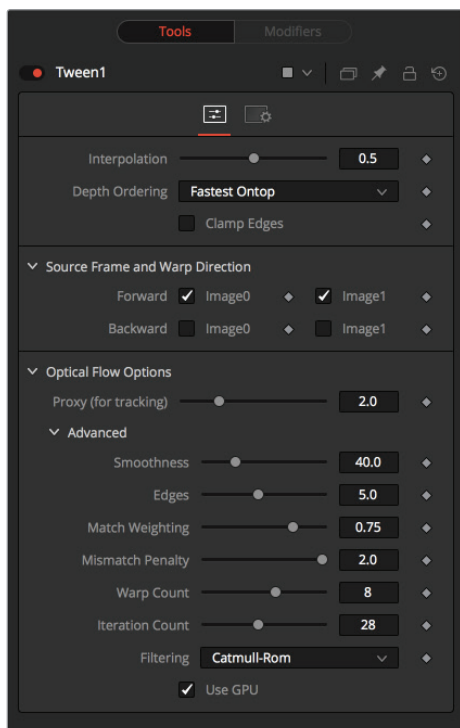 Tools Modifiers
Tween1
Interpolation 0.5
Depth Ordering Fastest Ontop
Clamp Edges
Source Frame and Warp Direction
Forward Image0 Image1
Backward Image0 Image1
Optical Flow Options
Proxy (for tracking) 2.0
Advanced
Smoothness 40.0
Edges 5.0
Match Weighting 0.75
Mismatch Penalty 2.0
Warp Count 8
Iteration Count 28
Filtering Catmull-Rom
Use GPU